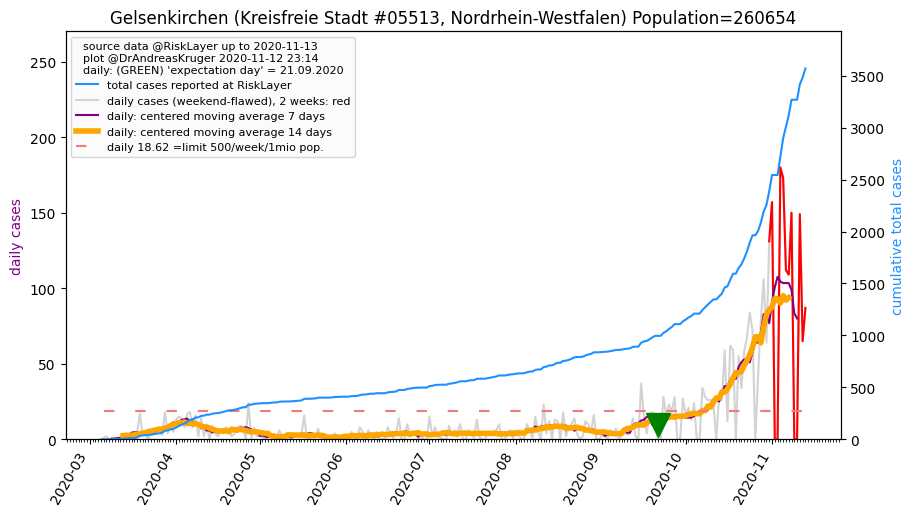 Gelsenkirchen (Kreisfreie Stadt #05513, Nordrhein-Westfalen) Population=260654
source data @RiskLayer up to 2020-11-13
plot @DrAndreasKruger 2020-11-12 23:14
daily: (GREEN) 'expectation day' = 21.09.2020
total cases reported at RiskLayer
daily cases (weekend-flawed), 2 weeks: red
daily: centered moving average 7 days
daily: centered moving average 14 days
daily 18.62 =limit 500/week/1mio pop.
daily cases
250
200
150
100
50
0
cumulative total cases
3500
3000
2500
2000
1500
1000
500
0
2020-03
2020-04
2020-05
2020-06
2020-07
2020-08
2020-09
2020-10
2020-11